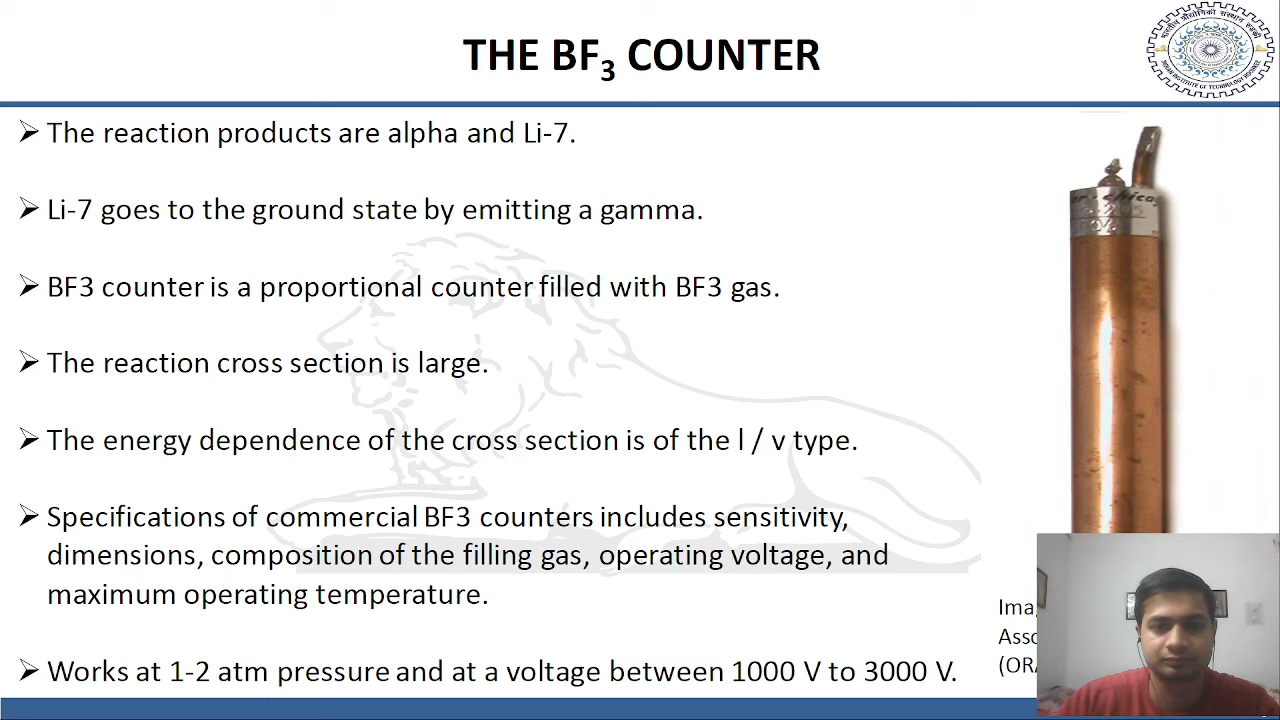 THE BF3 COUNTER
➢ The reaction products are alpha and Li-7.
➢ Li-7 goes to the ground state by emitting a gamma.
➢ BF3 counter is a proportional counter filled with BF3 gas.
➢ The reaction cross section is large.
➢ The energy dependence of the cross section is of the l / v type.
➢ Specifications of commercial BF3 counters includes sensitivity,
dimensions, composition of the filling gas, operating voltage, and
maximum operating temperature.
➢ Works at 1-2 atm pressure and at a voltage between 1000 V to 3000 V.